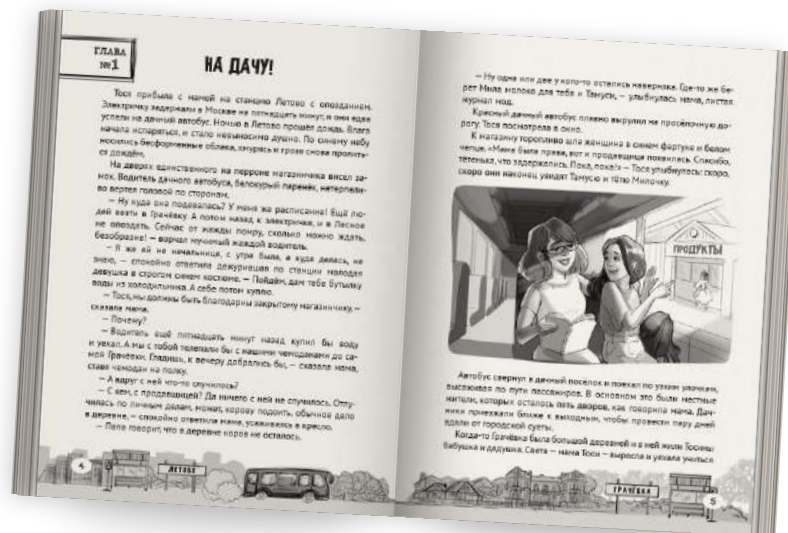 ГЛАВА
№1
НА ДАЧУ!
Тося прибыла с мамой на станцию Летово с опозданием.
Электричку задержали в Москве на пятнадцать минут, и они едва
успели на дачный автобус. Ночью в Летово прошёл дождь. Влага
начала испаряться, и стало невыносимо душно. По синему небу
носились бесформенные облака, хмурясь и грозя снова пролить-
ся дождём.
На дверях единственного на перроне магазинчика висел за-
мок. Водитель дачного автобуса, белокурый паренёк, нетерпели-
во вертел головой по сторонам.
— Ну куда она подевалась? У меня же расписание! Ещё лю-
дей везти в Грачёвку. А потом назад к электричке, и в Лесное
не опоздать. Сейчас от жажды помру, сколько можно ждать,
безобразие! — ворчал мучимый жаждой водитель.
— Я же ей не начальница, с утра была, а куда делась, не
знаю, — спокойно ответила дежурившая по станции молодая
девушка в строгом синем костюме. — Пойдём, дам тебе бутылку
воды из холодильника. А себе потом куплю.
— Тося, мы должны быть благодарны закрытому магазинчику, —
сказала мама.
— Почему?
— Водитель ещё пятнадцать минут назад купил бы воду
и уехал. А мы с тобой телепали бы с нашими чемоданами до са-
мой Грачёвки. Глядишь, к вечеру добрались бы, — сказала мама,
ставя чемодан на полку.
— А вдруг с ней что-то случилось?
— С кем, с продавщицей? Да ничего с ней не случилось. Отлу-
чилась по личным делам, может, корову подоить, обычное дело
в деревне, — спокойно ответила мама, усаживаясь в кресло.
— Папа говорит, что в деревне коров не осталось.
4
ЛЕТОВО
— Ну одна или две у кого-то остались наверняка. Где-то же бе-
рёт Мила молоко для тебя и Тамуси, — улыбнулась мама, листая
журнал мод.
Красный дачный автобус плавно вырулил на просёлочную до-
рогу. Тося посмотрела в окно.
К магазину торопливо шла женщина в синем фартуке и белом
чепце. «Мама была права, вот и продавщица появилась. Спасибо,
тётенька, что задержались. Пока, пока!» — Тося улыбнулась: скоро,
скоро они наконец увидят Тамусю и тётю Милочку.
ПРОДУКТЫ
Автобус свернул в дачный посёлок и поехал по узким улочкам,
высаживая по пути пассажиров. В основном это были местные
жители, которых осталось пять дворов, как говорила мама. Дач-
ники приезжали ближе к выходным, чтобы провести пару дней
вдали от городской суеты.
Когда-то Грачёвка была большой деревней и в ней жили Тосины
бабушка и дедушка. Света — мама Тоси — выросла и уехала учиться
ГРАЧЁВКА
5